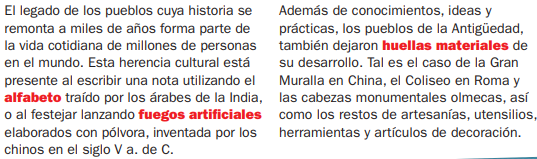 El legado de los pueblos cuya historia se
remonta a miles de años forma parte de
la vida cotidiana de millones de personas
en el mundo. Esta herencia cultural está
presente al escribir una nota utilizando el
alfabeto traído por los árabes de la India,
o al festejar lanzando fuegos artificiales
elaborados con pólvora, inventada por los
chinos en el siglo V a. de C.
Además de conocimientos, ideas y
prácticas, los pueblos de la Antigüedad,
también dejaron huellas materiales de
su desarrollo. Tal es el caso de la Gran
Muralla en China, el Coliseo en Roma y
las cabezas monumentales olmecas, así
como los restos de artesanías, utensilios,
herramientas y artículos de decoración.